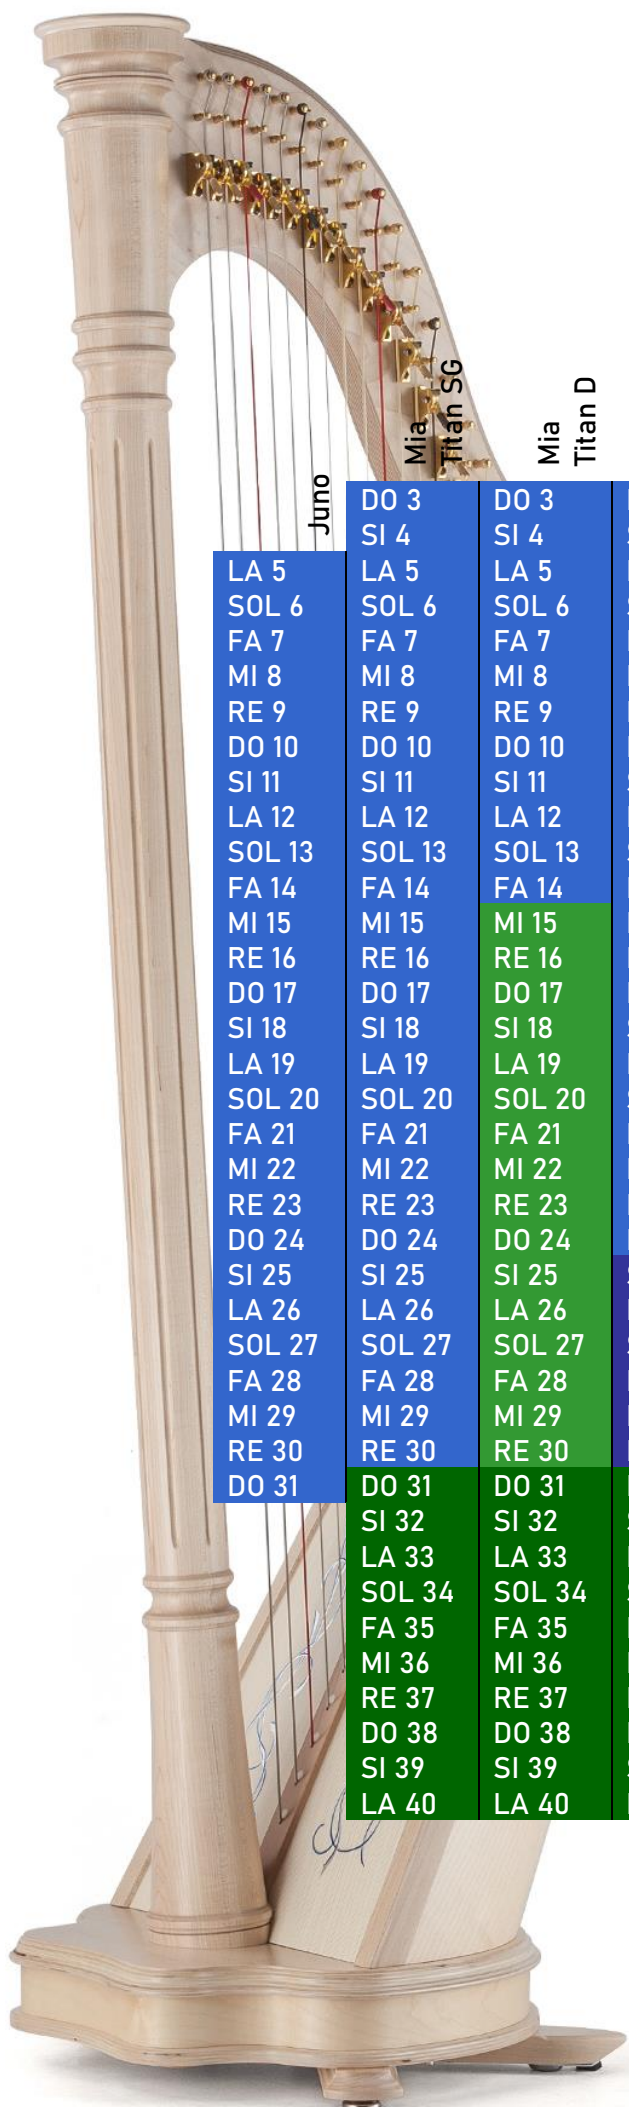 Juno
Mia
Titan SG
Mia
Titan D
DO 3 DO 3
SI 4 SI 4
LA 5 LA 5 LA 5
SOL 6 SOL 6 SOL 6
FA 7 FA 7 FA 7
MI 8 MI 8 MI 8
RE 9 RE 9 RE 9
DO 10 DO 10 DO 10
SI 11 SI 11 SI 11
LA 12 LA 12 LA 12
SOL 13 SOL 13 SOL 13
FA 14 FA 14 FA 14
MI 15 MI 15 MI 15
RE 16 RE 16 RE 16
DO 17 DO 17 DO 17
SI 18 SI 18 SI 18
LA 19 LA 19 LA 19
SOL 20 SOL 20 SOL 20
FA 21 FA 21 FA 21
MI 22 MI 22 MI 22
RE 23 RE 23 RE 23
DO 24 DO 24 DO 24
SI 25 SI 25 SI 25
LA 26 LA 26 LA 26
SOL 27 SOL 27 SOL 27
FA 28 FA 28 FA 28
MI 29 MI 29 MI 29
RE 30 RE 30 RE 30
DO 31 DO 31 DO 31
SI 32 SI 32
LA 33 LA 33
SOL 34 SOL 34
FA 35 FA 35
MI 36 MI 36
RE 37 RE 37
DO 38 DO 38
SI 39 SI 39
LA 40 LA 40